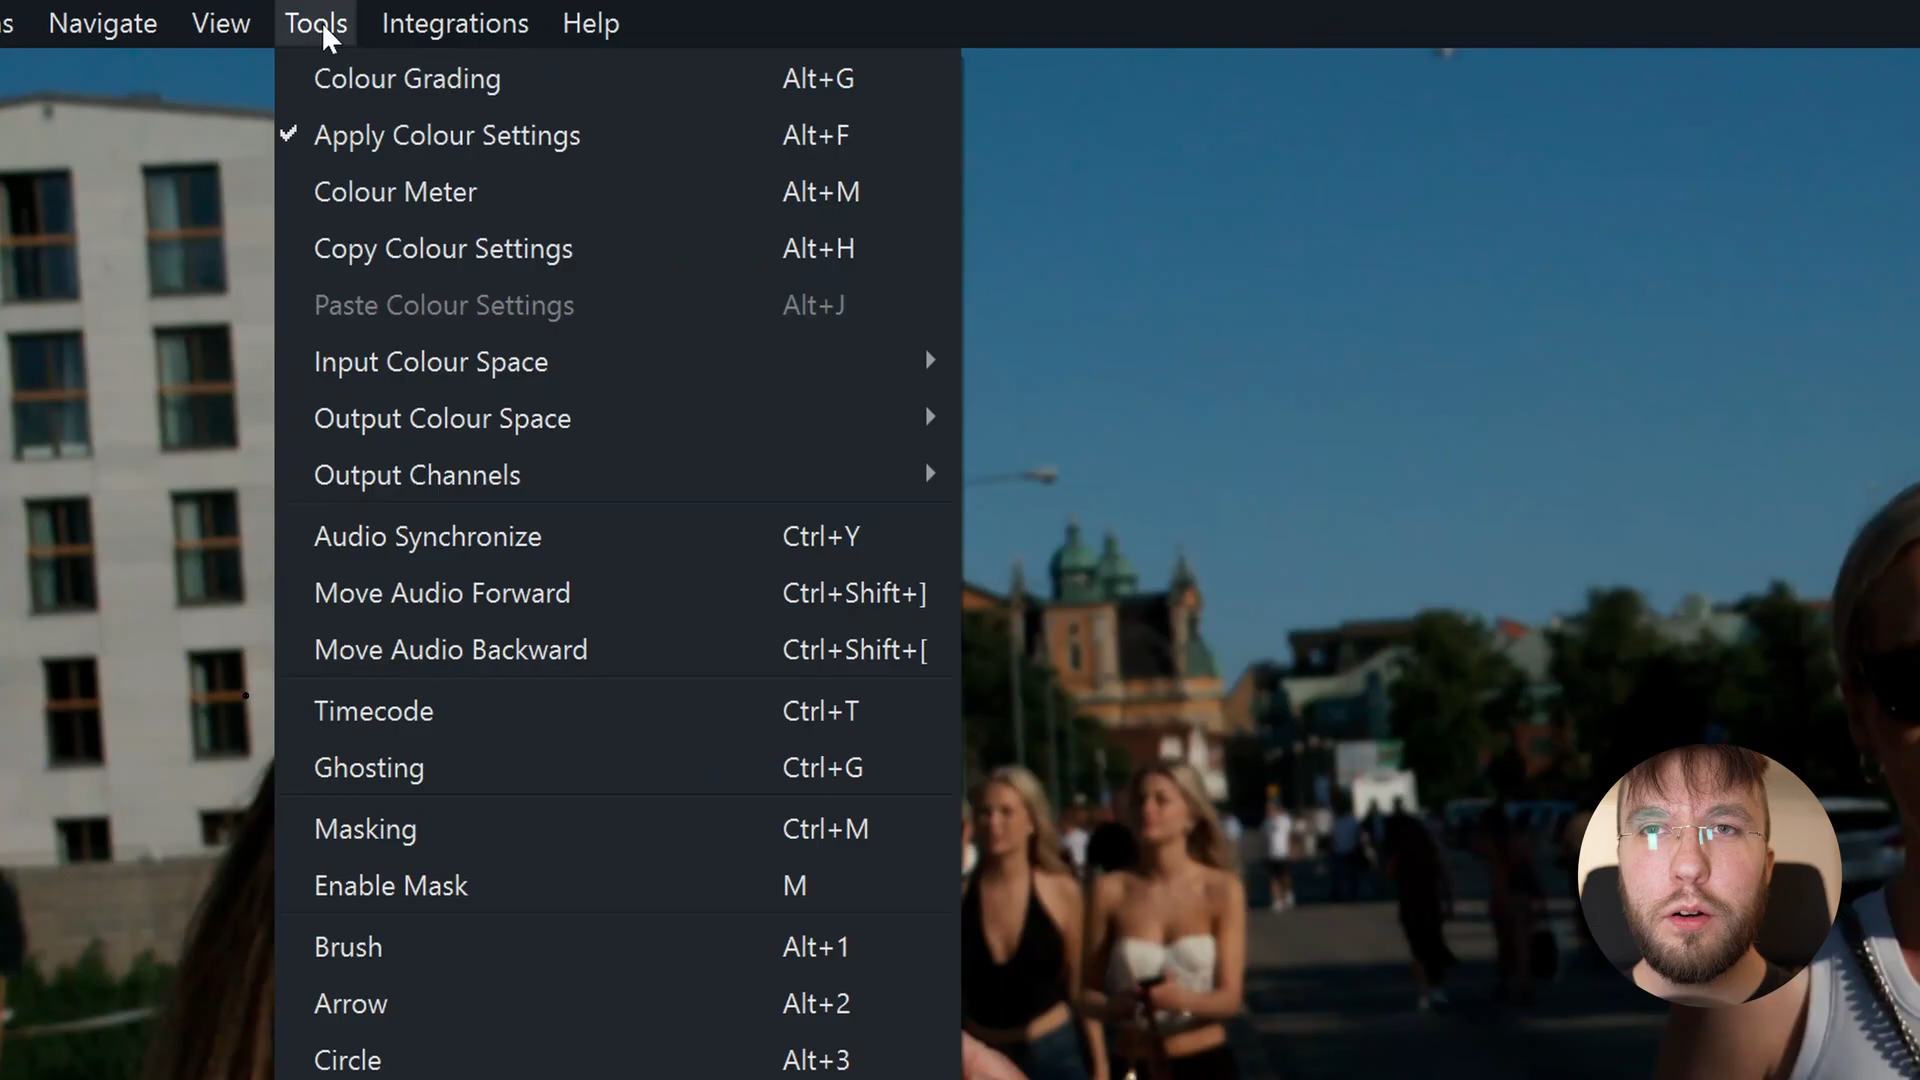 s Navigate View Tools Integrations Help
Colour Grading Alt+G
Apply Colour Settings Alt+F
Colour Meter Alt+M
Copy Colour Settings Alt+H
Paste Colour Settings Alt+J
Input Colour Space
Output Colour Space
Output Channels
Audio Synchronize Ctrl+Y
Move Audio Forward Ctrl+Shift+]
Move Audio Backward Ctrl+Shift+[
Timecode Ctrl+T
Ghosting Ctrl+G
Masking Ctrl+M
Enable Mask M
Brush Alt+1
Arrow Alt+2
Circle Alt+3